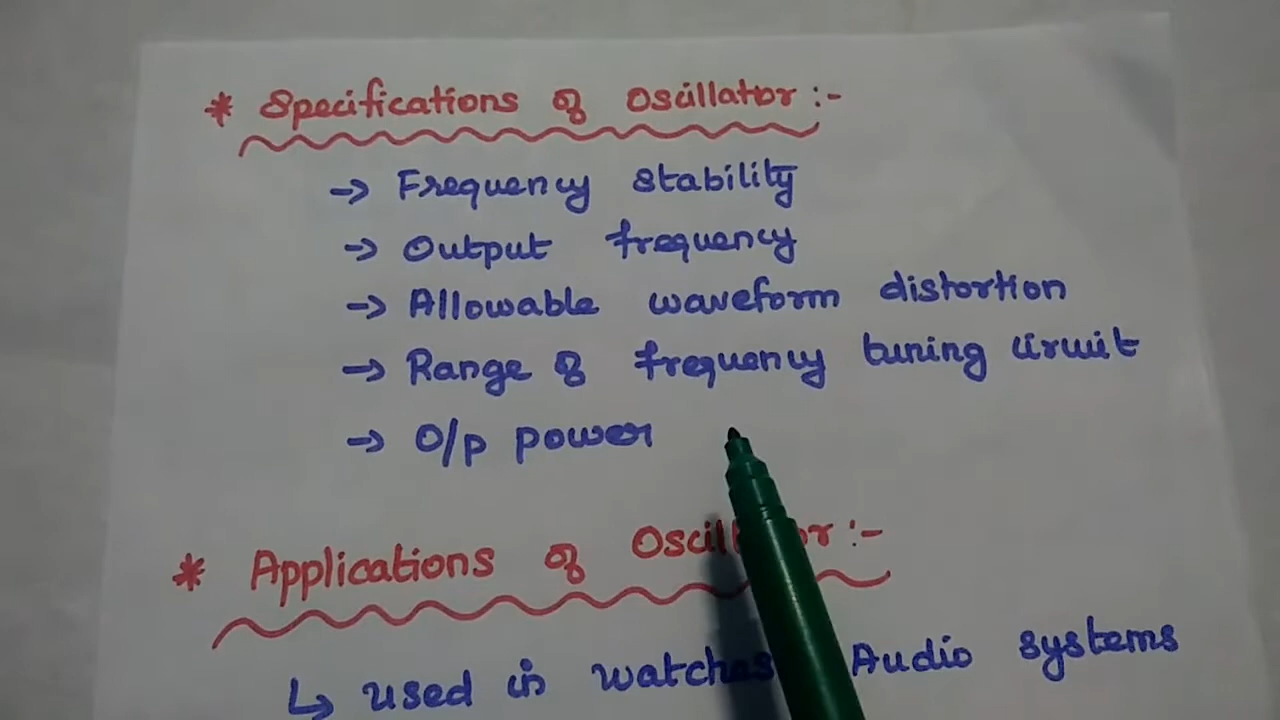 * Specifications of Oscillator :-
→ Frequency stability
→ Output frequency
→ Allowable waveform distortion
→ Range of frequency tuning circuit
→ O/p power
* Applications of Oscillator :-
↳ used in watches Audio systems